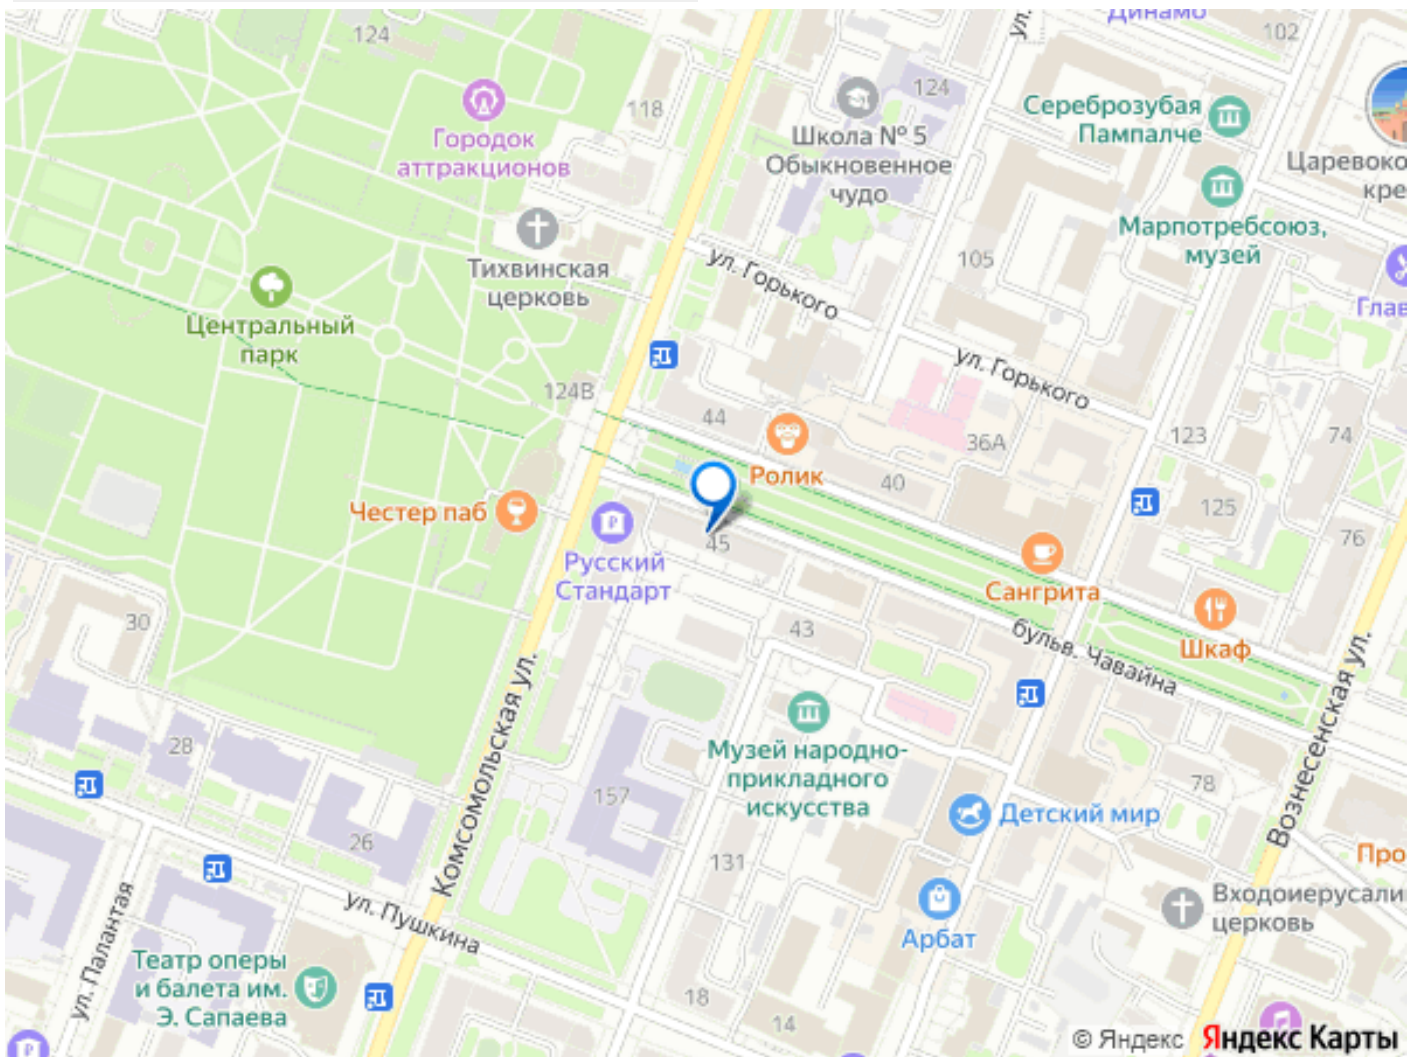 124
Динамо
102
Городок
аттракционов
118
124
Школа № 5
Обыкновенное
чудо
Сереброзубая
Пампалче
Царевоко
кре
Марпотребсоюз,
музей
Тихвинская
церковь
ул. Горького
105
Глав
Центральный
парк
ул. Горького
124В
44
Ролик
40
36А
123
74
125
76
Честер паб
Русский
Стандарт
45
Сангрита
Шкаф
бульв. Чавайна
43
30
28
26
Комсомольская ул.
Музей народно-
прикладного
искусства
157
131
78
Вознесенская ул.
Детский мир
Про
Арбат
Входоиерусали
церковь
ул. Пушкина
ул. Палантая
Театр оперы
и балета им.
Э. Сапаева
18
14
© Яндекс Яндекс Карты